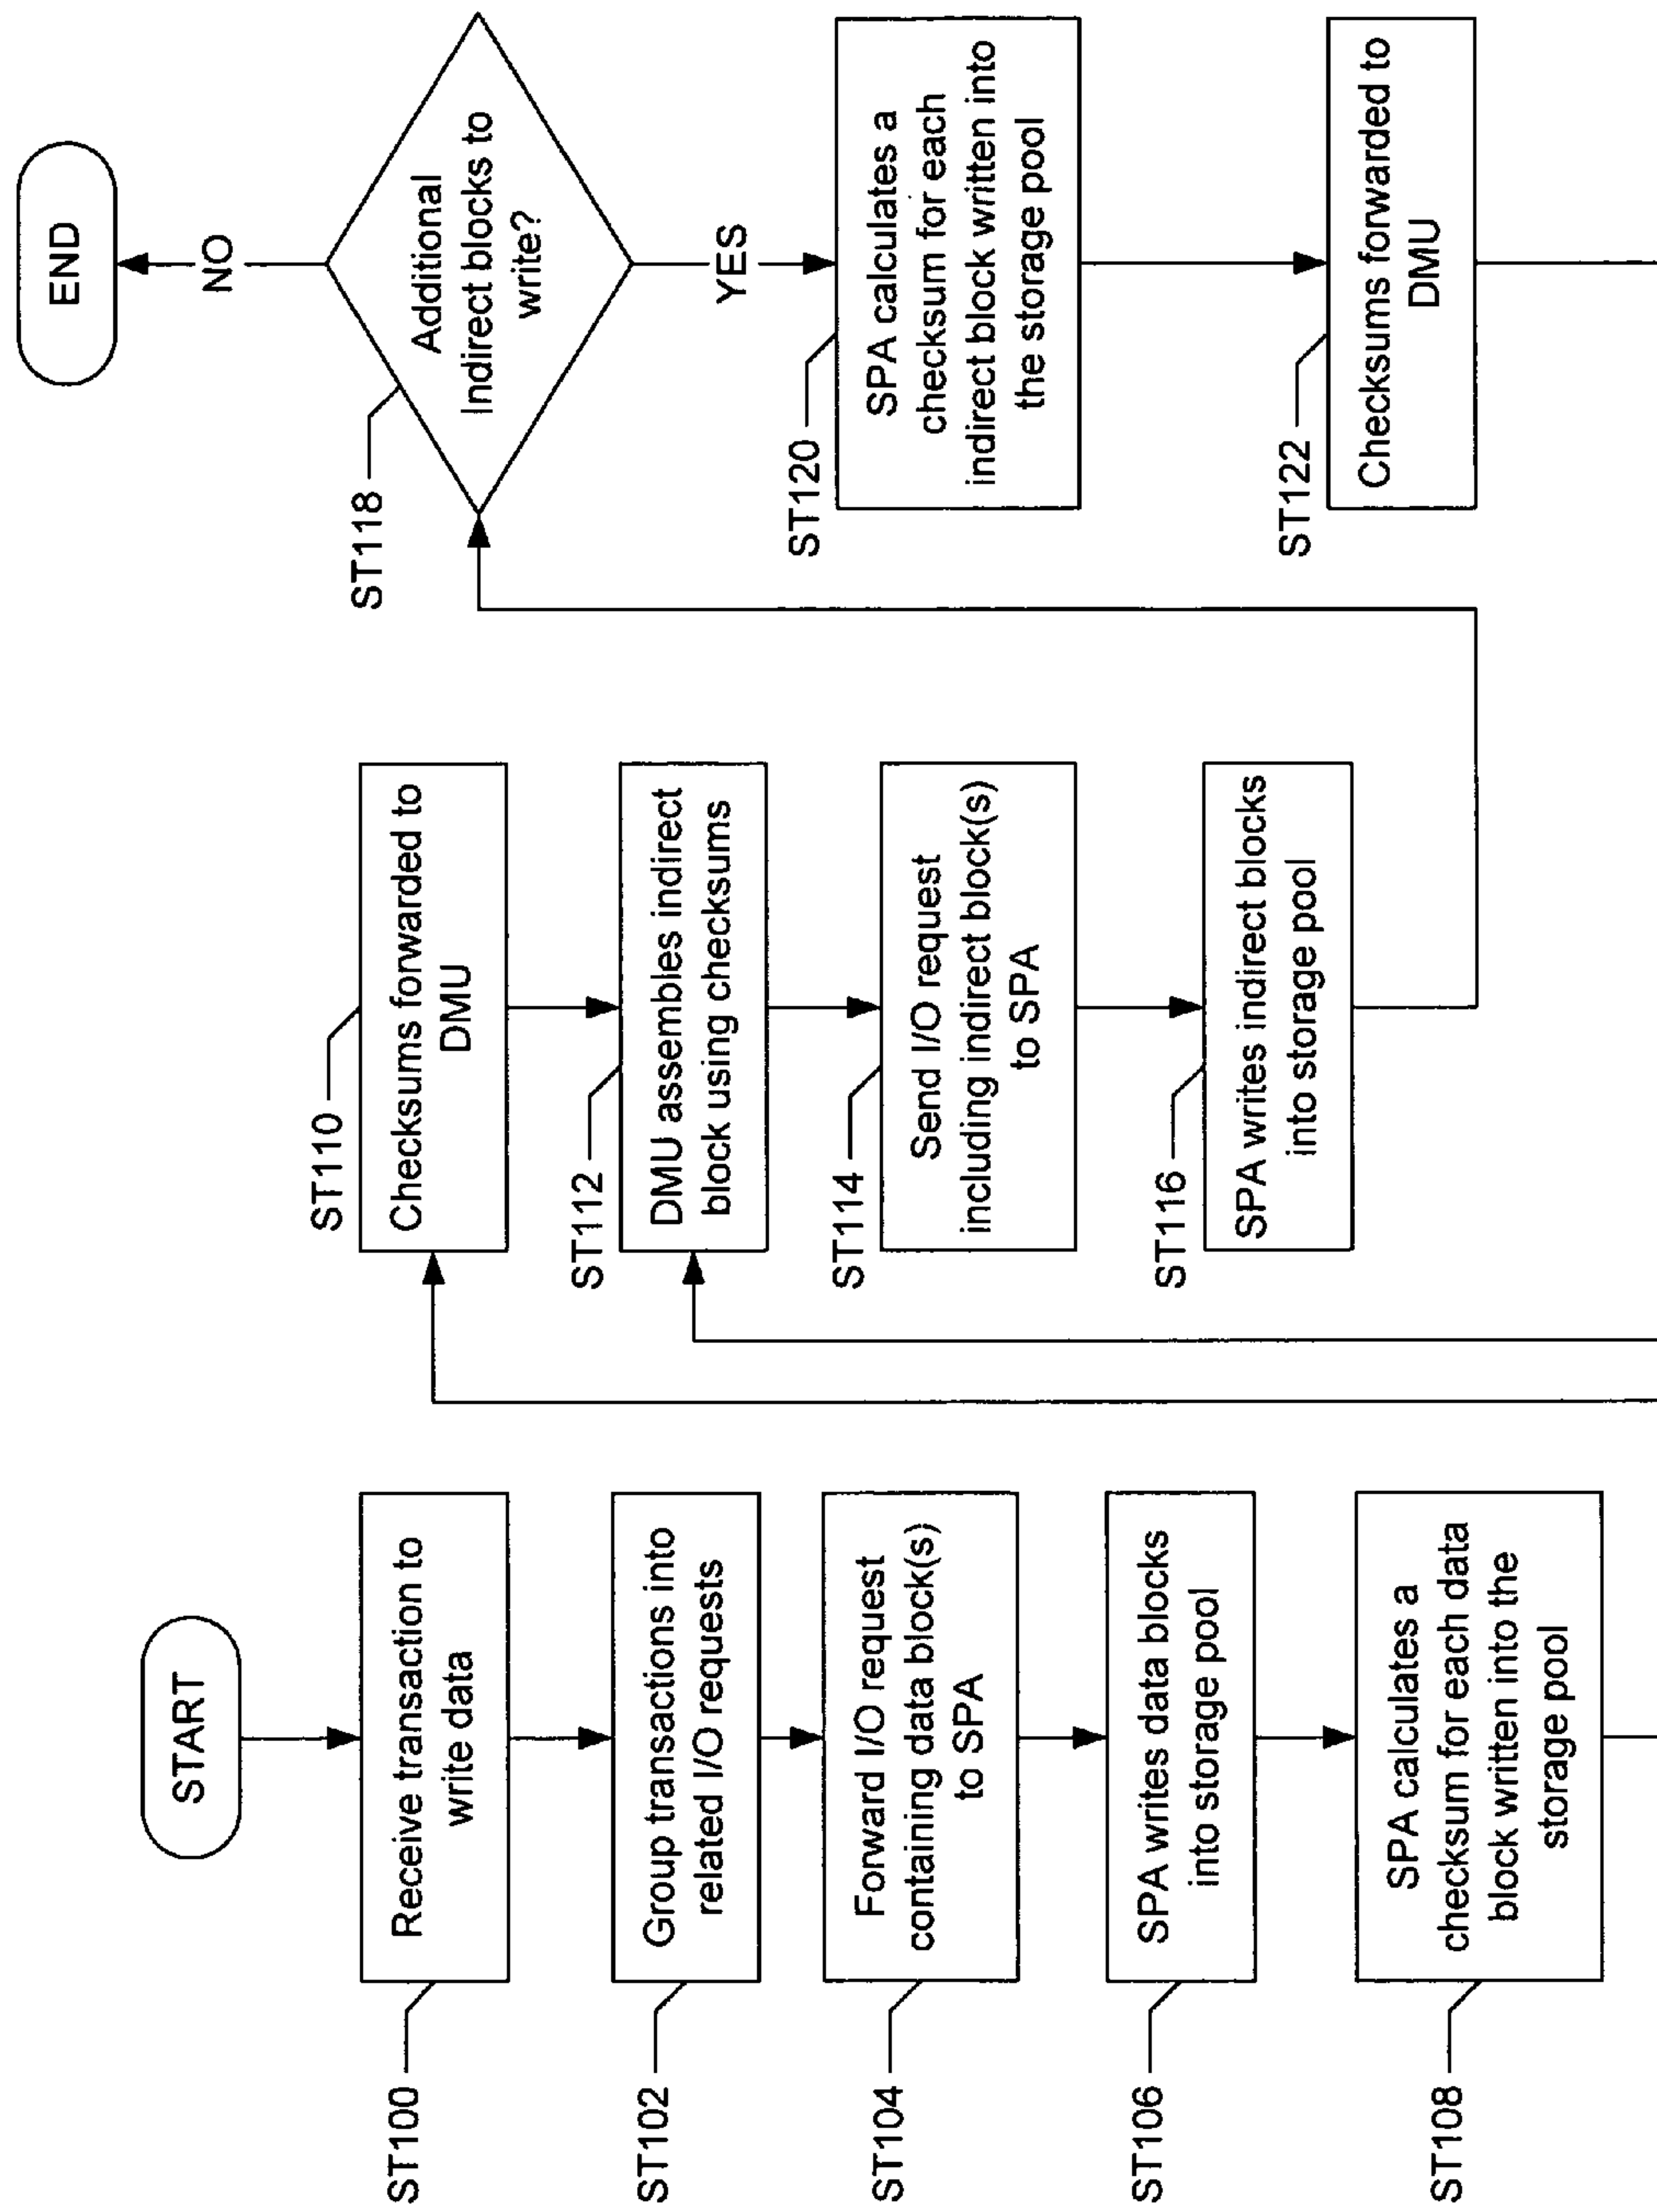 START
ST100
Receive transaction to
write data
ST102
Group transactions into
related I/O requests
ST104
Forward I/O request
containing data block(s)
to SPA
ST106
SPA writes data blocks
into storage pool
ST108
SPA calculates a
checksum for each data
block written into the
storage pool
ST110
Checksums forwarded to
DMU
ST112
DMU assembles indirect
block using checksums
ST114
Send I/O request
including indirect block(s)
to SPA
ST116
SPA writes indirect blocks
into storage pool
END
NO
ST118
Additional
Indirect blocks to
write?
YES
ST120
SPA calculates a
checksum for each
indirect block written into
the storage pool
ST122
Checksums forwarded to
DMU